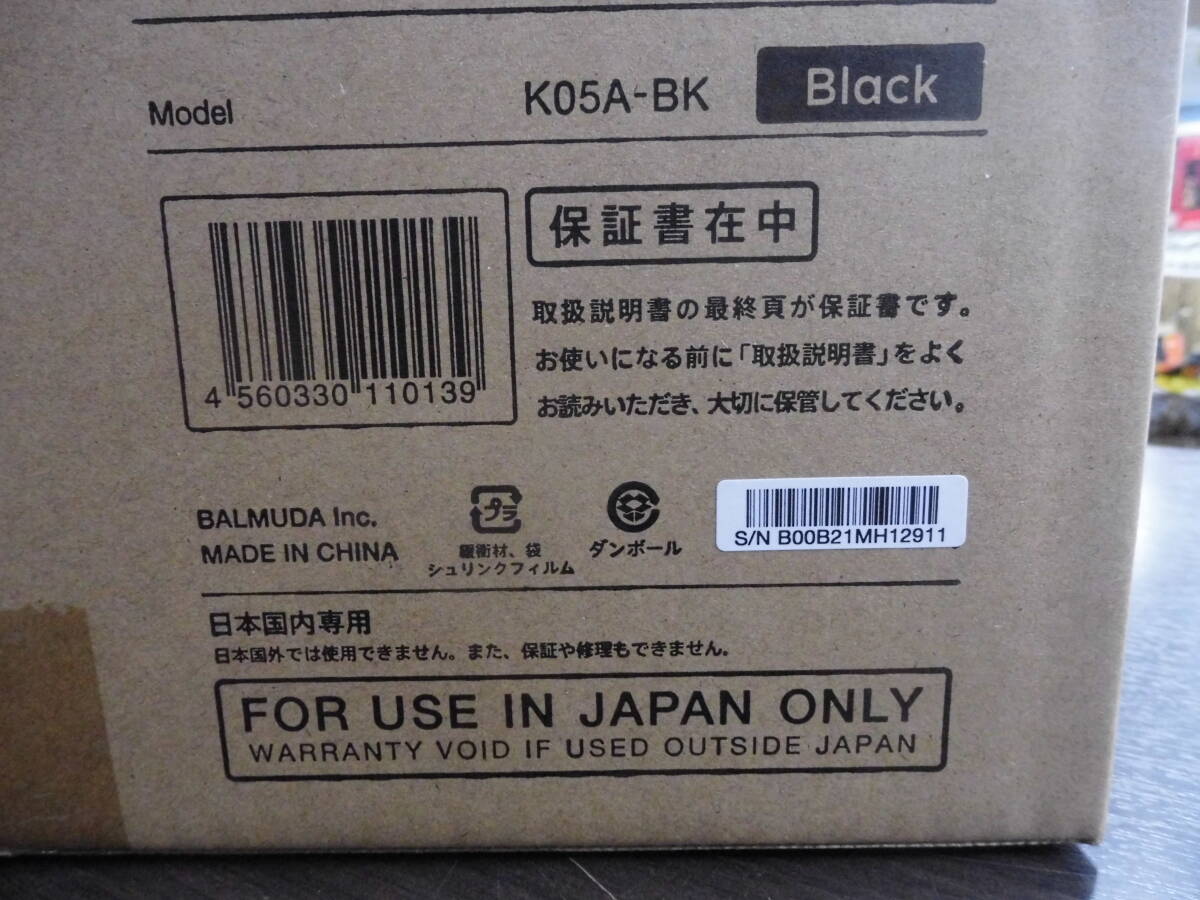 Model K05A-BK Black
保証書在中
取扱説明書の最終頁が保証書です。
お使いになる前に「取扱説明書」をよく
お読みいただき、大切に保管してください。
4 560330 110139
BALMUDA Inc.
MADE IN CHINA
プラ
緩衝材、袋
シュリンクフィルム
ダンボール
S/N B00B21MH12911
日本国内専用
日本国外では使用できません。また、保証や修理もできません。
FOR USE IN JAPAN ONLY
WARRANTY VOID IF USED OUTSIDE JAPAN